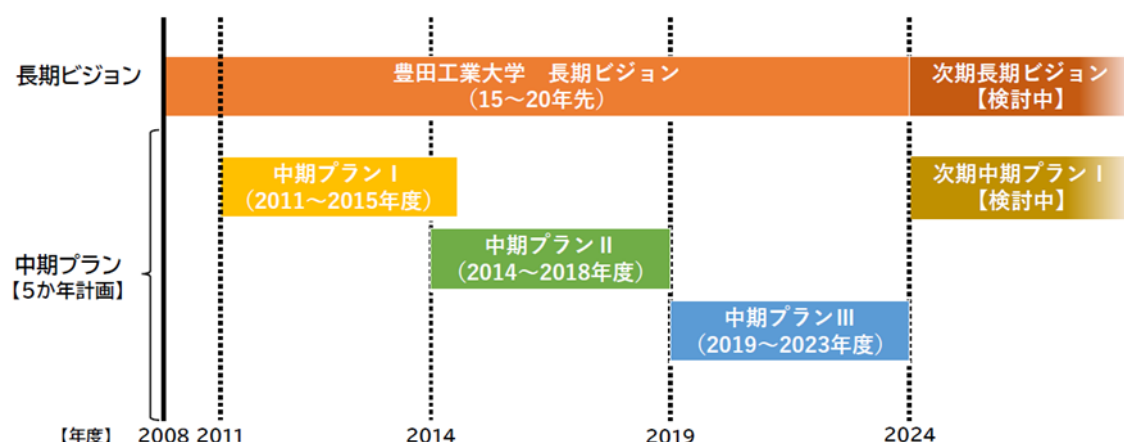 長期ビジョン
豊田工業大学 長期ビジョン
（15～20年先）
次期長期ビジョン
【検討中】
中期プランⅠ
（2011～2015年度）
次期中期プランⅠ
【検討中】
中期プラン
【5か年計画】
中期プランⅡ
（2014～2018年度）
中期プランⅢ
（2019～2023年度）
【年度】 2008 2011 2014 2019 2024